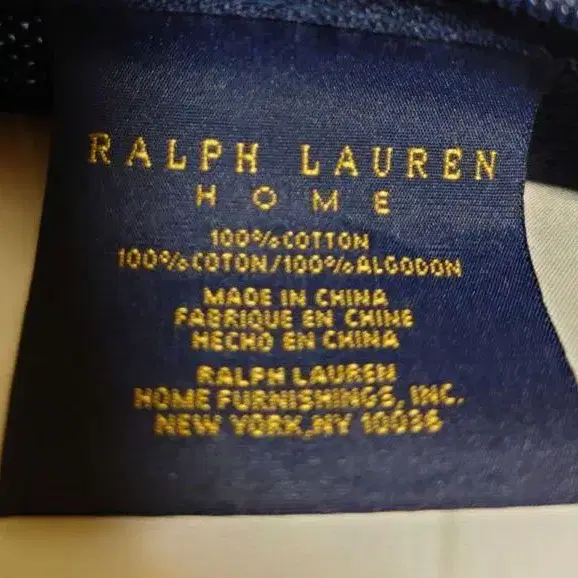 RALPH LAUREN
HOME
100% COTTON
100% COTON/100% ALGODON
MADE IN CHINA
FABRIQUE EN CHINE
HECHO EN CHINA
RALPH LAUREN
HOME FURNISHINGS, INC.
NEW YORK, NY 10036